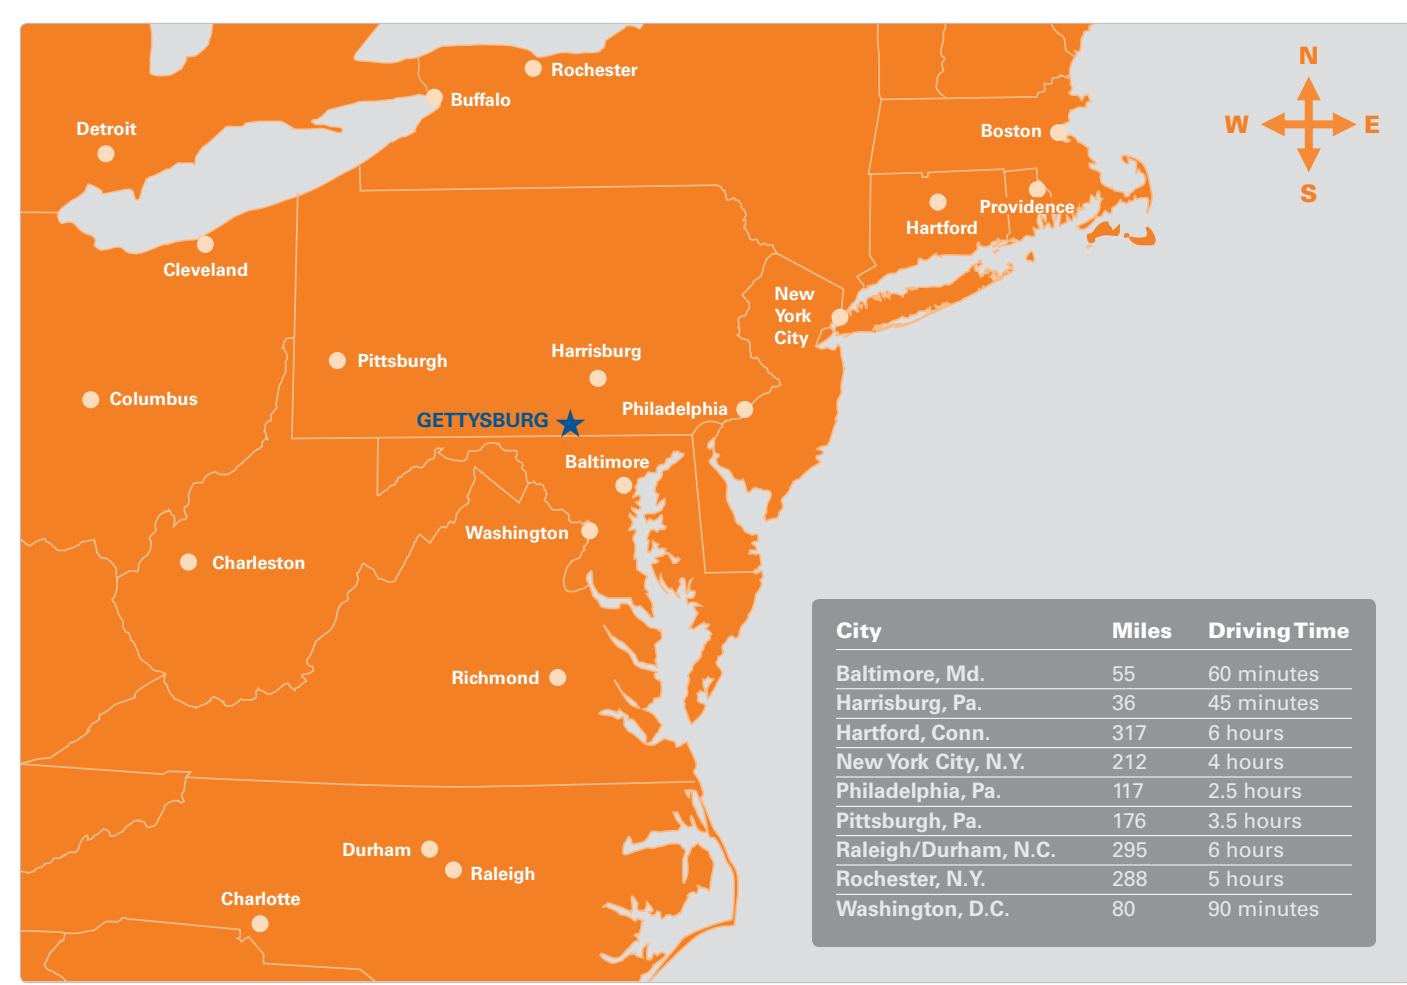 N
Rochester
Buffalo
W E
Detroit
Boston
S
Providence
Hartford
Cleveland
New
York
City
Harrisburg
Pittsburgh
Columbus
Philadelphia
GETTYSBURG
Baltimore
Washington
Charleston
Richmond
Durham
Raleigh
Charlotte
City Miles Driving Time
Baltimore, Md. 55 60 minutes
Harrisburg, Pa. 36 45 minutes
Hartford, Conn. 317 6 hours
New York City, N.Y. 212 4 hours
Philadelphia, Pa. 117 2.5 hours
Pittsburgh, Pa. 176 3.5 hours
Raleigh/Durham, N.C. 295 6 hours
Rochester, N.Y. 288 5 hours
Washington, D.C. 80 90 minutes